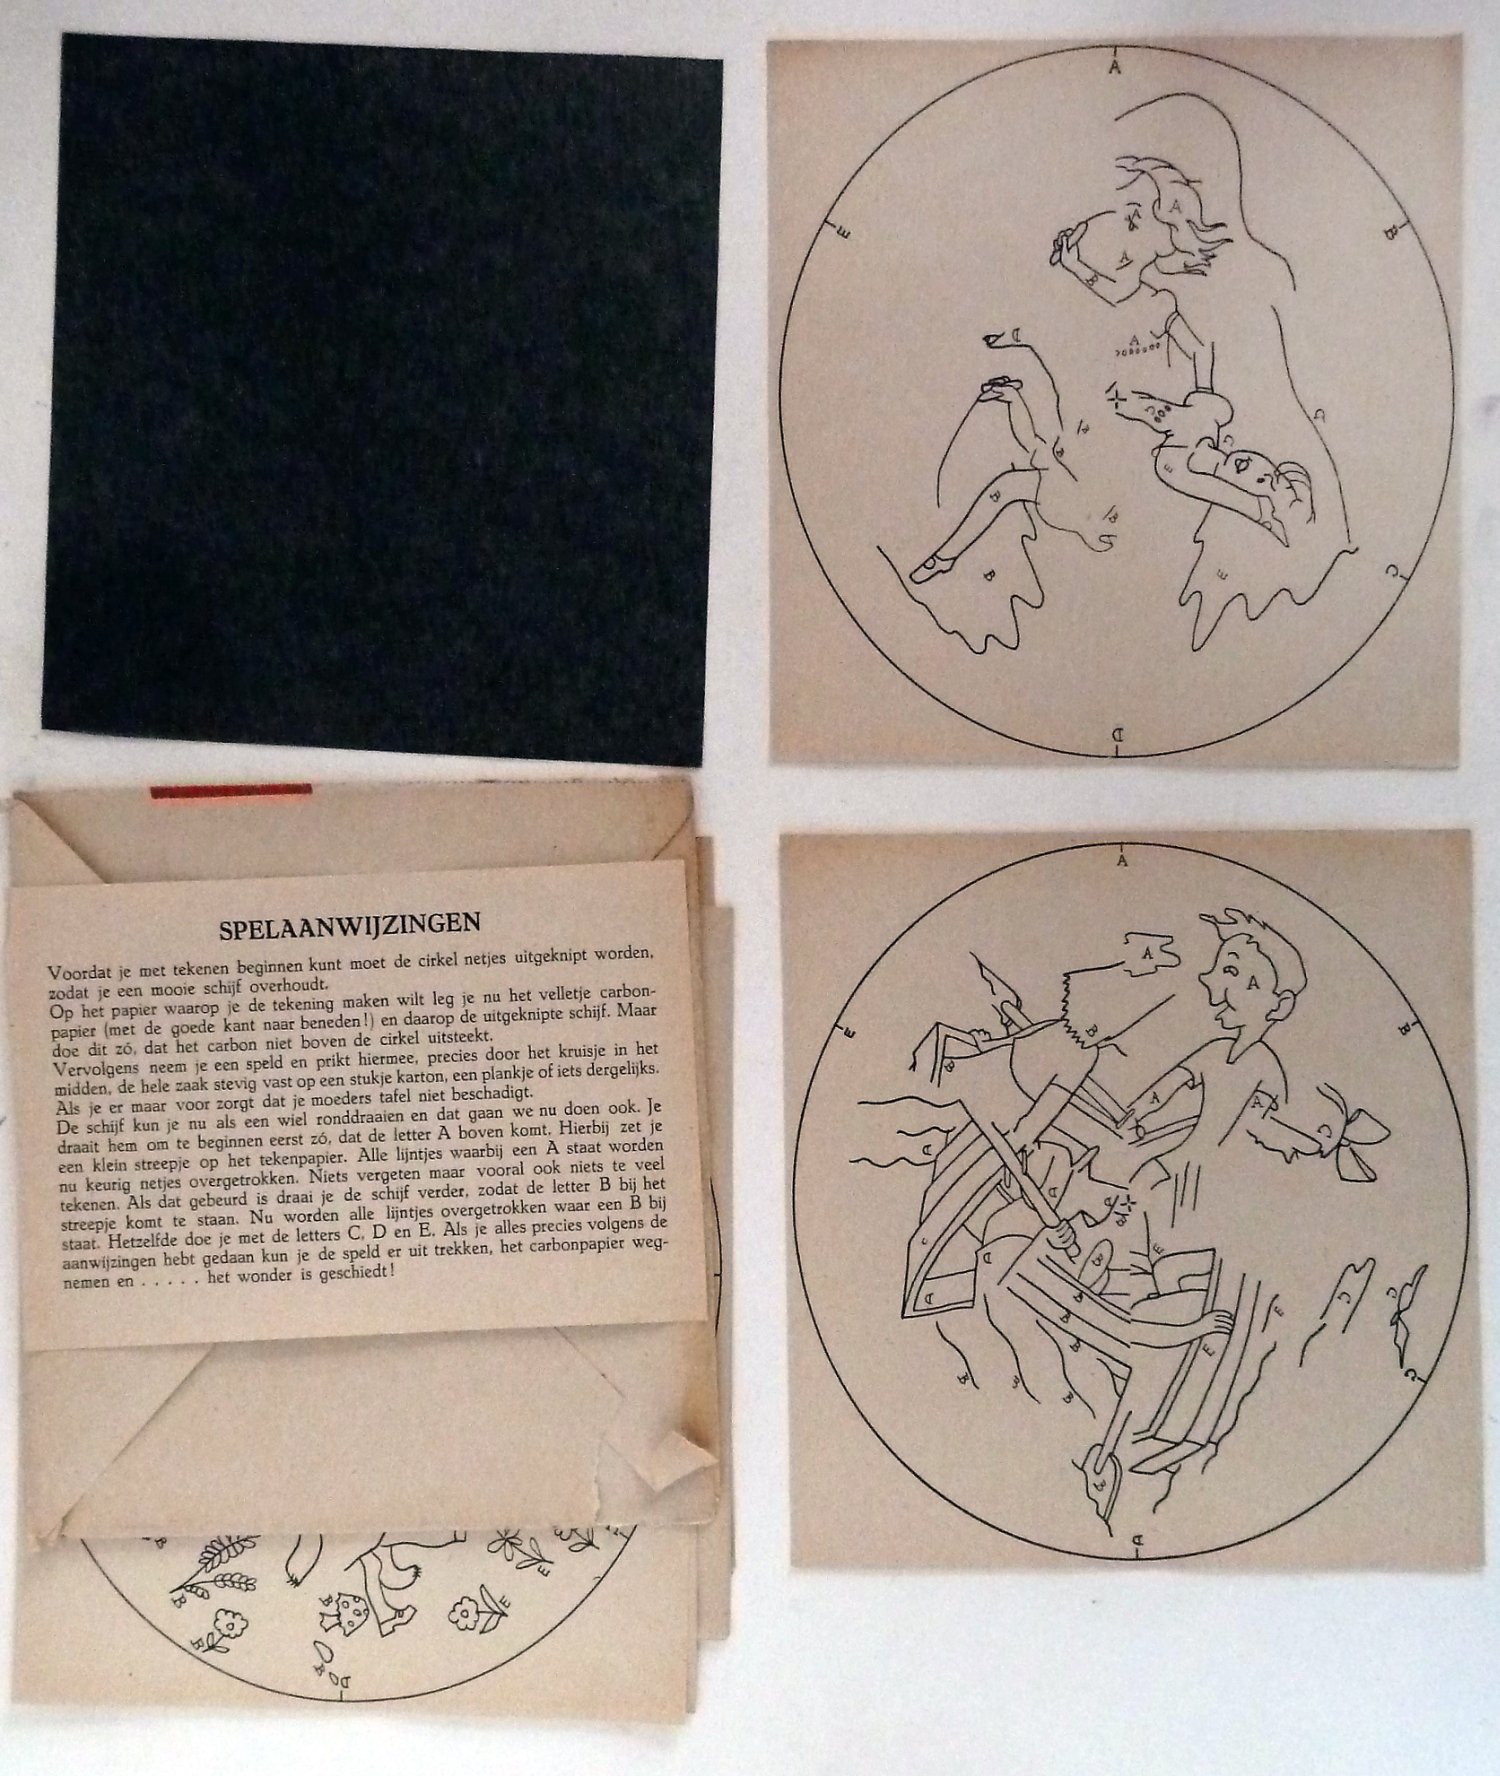 A
A
A
A
E
B
B
A
D
C
C
B
B
C
E
B
B
B
E
C
D
SPELAANWIJZINGEN
Voordat je met tekenen beginnen kunt moet de cirkel netjes uitgeknipt worden,
zodat je een mooie schijf overhoudt.
Op het papier waarop je de tekening maken wilt leg je nu het velletje carbon-
papier (met de goede kant naar beneden!) en daarop de uitgeknipte schijf. Maar
doe dit zó, dat het carbon niet boven de cirkel uitsteekt.
Vervolgens neem je een speld en prikt hiermee, precies door het kruisje in het
midden, de hele zaak stevig vast op een stukje karton, een plankje of iets dergelijks.
Als je er maar voor zorgt dat je moeders tafel niet beschadigt.
De schijf kun je nu als een wiel ronddraaien en dat gaan we nu doen ook. Je
draait hem om te beginnen eerst zó, dat de letter A boven komt. Hierbij zet je
een klein streepje op het tekenpapier. Alle lijntjes waarbij een A staat worden
nu keurig netjes overgetrokken. Niets vergeten maar vooral ook niets te veel
tekenen. Als dat gebeurd is draai je de schijf verder, zodat de letter B bij het
streepje komt te staan. Nu worden alle lijntjes overgetrokken waar een B bij
staat. Hetzelfde doe je met de letters C, D en E. Als je alles precies volgens de
aanwijzingen hebt gedaan kun je de speld er uit trekken, het carbonpapier weg-
nemen en . . . . . het wonder is geschiedt!
A
A
A
E
B
B
B
A
A
C
D
D
D
B
E
D
B
B
E
E
C
C
B
B
B
B
C
B
D
B
E
B
B
E
B
B
D